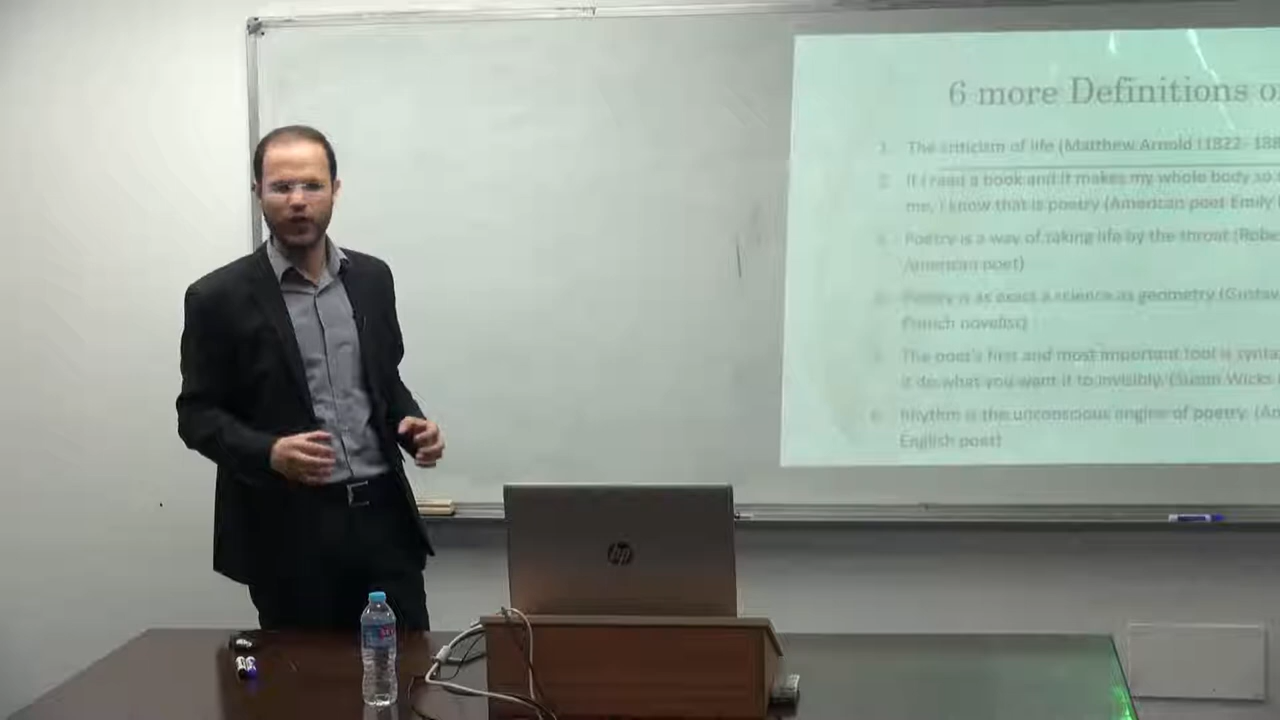 6 more Definitions o
1. The criticism of life (Matthew Arnold (1822- 188
2. If I read a book and it makes my whole body so
me, I know that is poetry (American poet Emily
3. Poetry is a way of taking life by the throat (Robe
American poet)
4. Poetry is as exact a science as geometry (Gustav
French novelist)
5. The poet's first and most important tool is synta
it do what you want it to invisibly. (Susan Wicks
6. Rhythm is the unconscious engine of poetry. (An
English poet)
hp